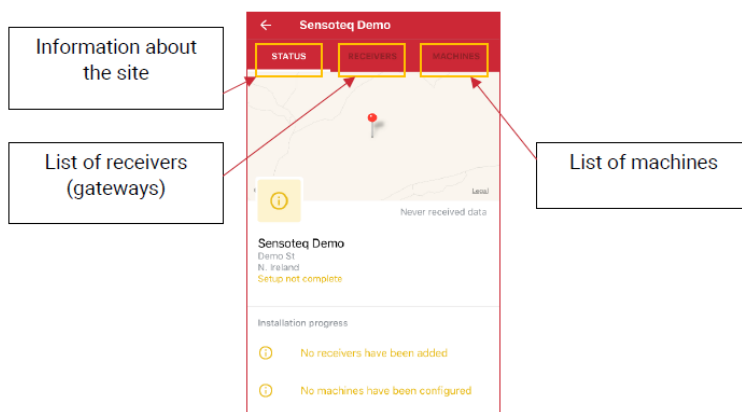 Sensoteq Demo
Information about
the site
STATUS
RECEIVERS
MACHINES
List of receivers
(gateways)
List of machines
Legal
Never received data
Sensoteq Demo
Demo St
N. Ireland
Setup not complete
Installation progress
No receivers have been added
No machines have been configured